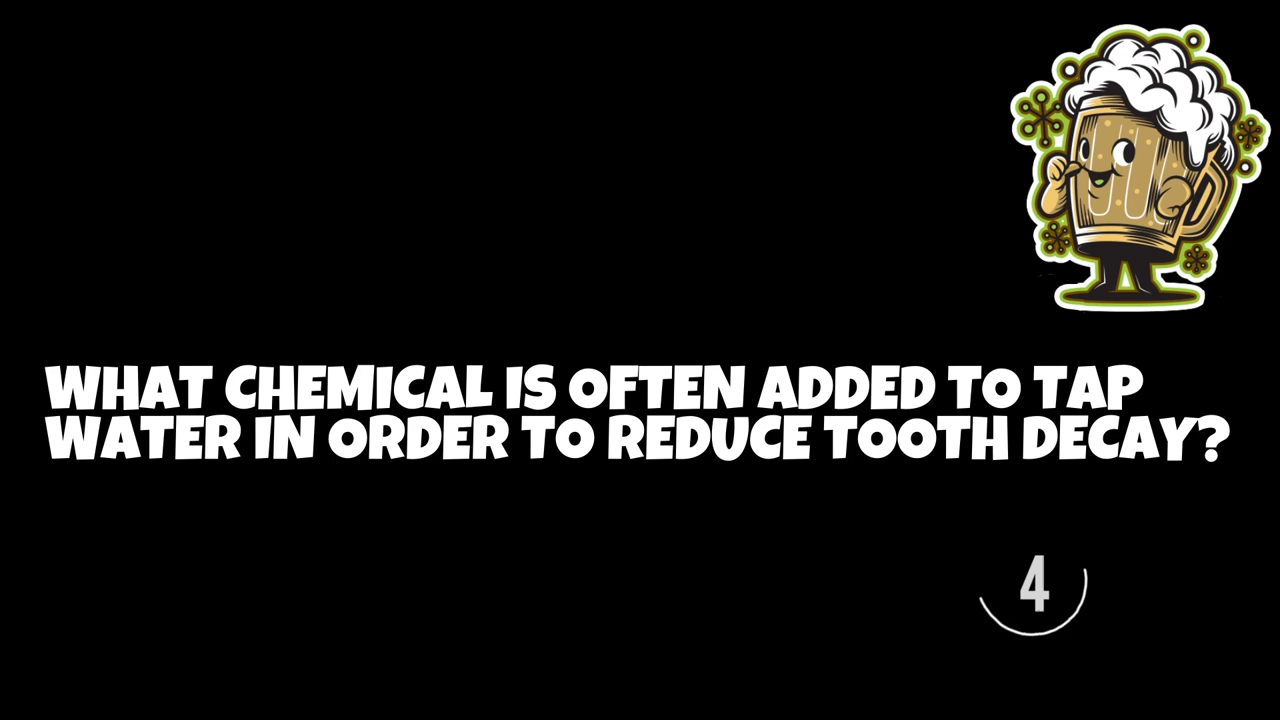 WHAT CHEMICAL IS OFTEN ADDED TO TAP
WATER IN ORDER TO REDUCE TOOTH DECAY?
4